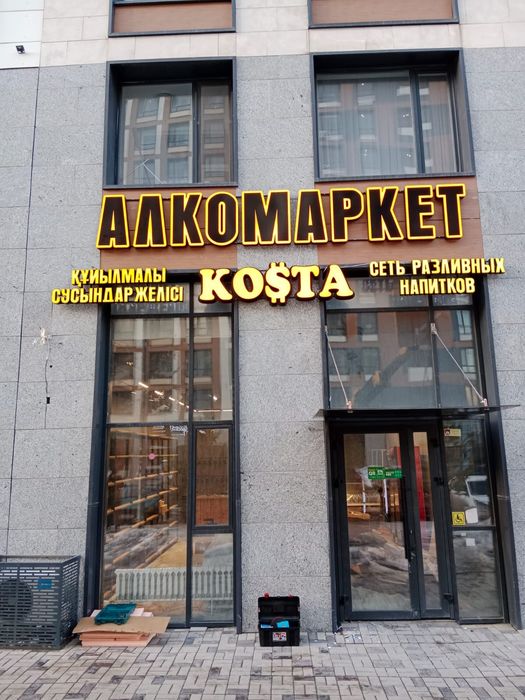 АЛКОМАРКЕТ
ҚҰЙЫЛМАЛЫ
СУСЫНДАР ЖЕЛІСІ
KO$TA
СЕТЬ РАЗЛИВНЫХ
НАПИТКОВ